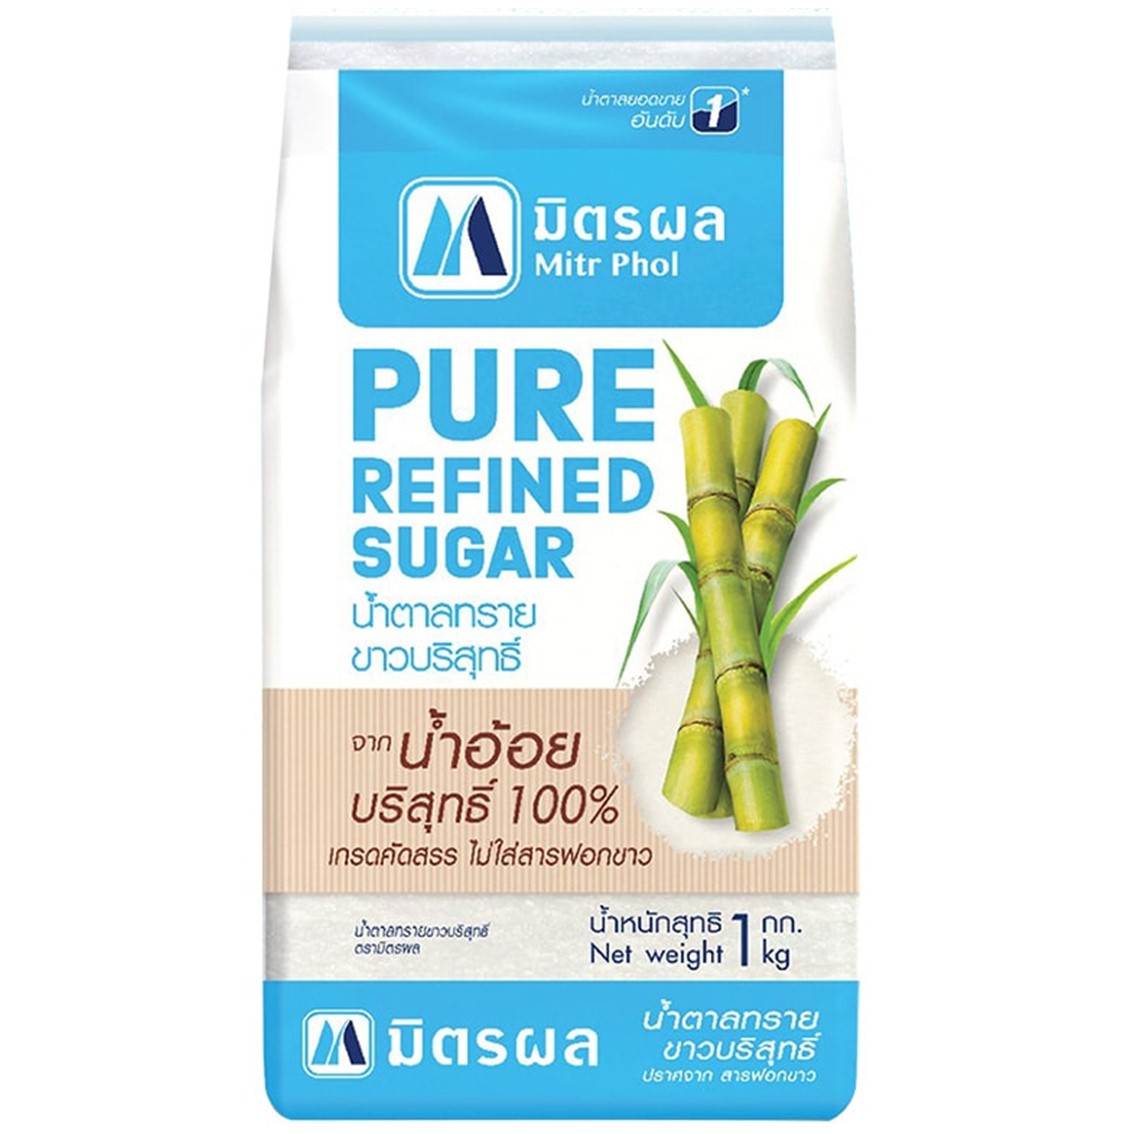 น้ำตาลยอดขาย
อันดับ 1*
มิตรผล
Mitr Phol
PURE
REFINED
SUGAR
น้ำตาลทราย
ขาวบริสุทธิ์
จาก น้ำอ้อย
บริสุทธิ์ 100%
เกรดคัดสรร ไม่ใส่สารฟอกขาว
น้ำตาลทรายขาวบริสุทธิ์
ตรามิตรผล
น้ำหนักสุทธิ 1 กก.
Net weight 1 kg
มิตรผล
น้ำตาลทราย
ขาวบริสุทธิ์
ปราศจาก สารฟอกขาว